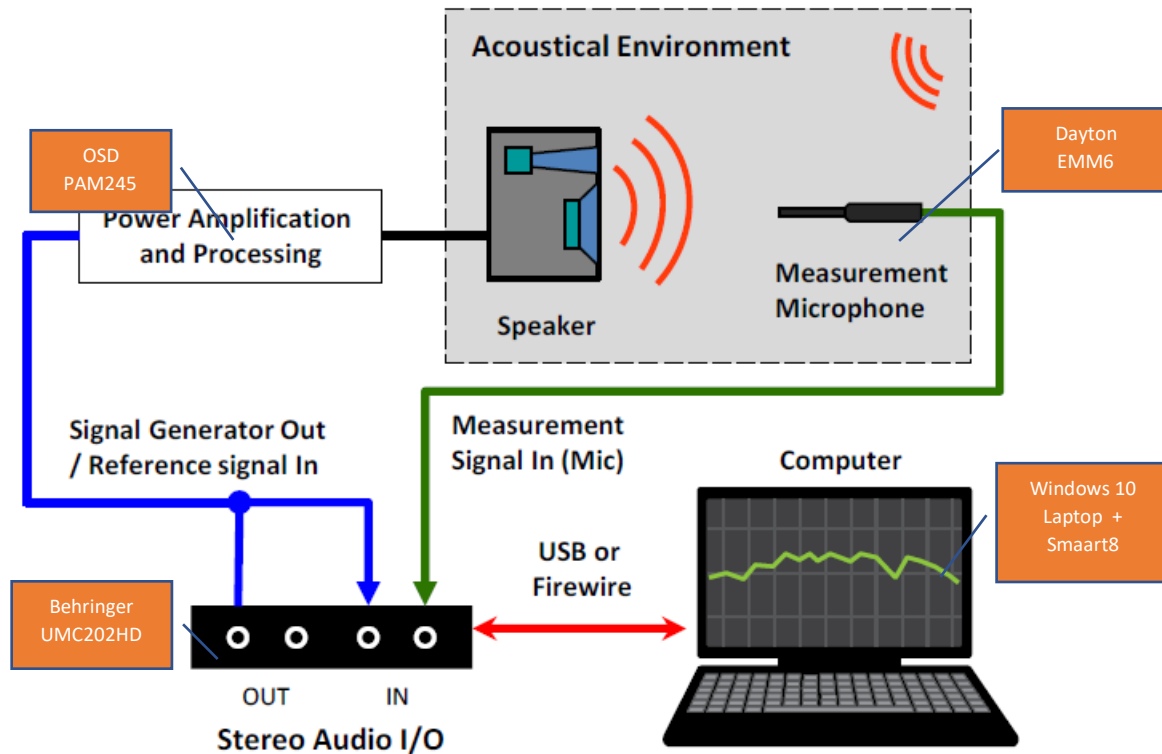 Acoustical Environment
OSD
PAM245
Dayton
EMM6
Power Amplification
and Processing
Speaker
Measurement
Microphone
Signal Generator Out
/ Reference signal In
Measurement
Signal In (Mic)
Computer
Windows 10
Laptop +
Smaart8
USB or
Firewire
Behringer
UMC202HD
OUT
IN
Stereo Audio I/O